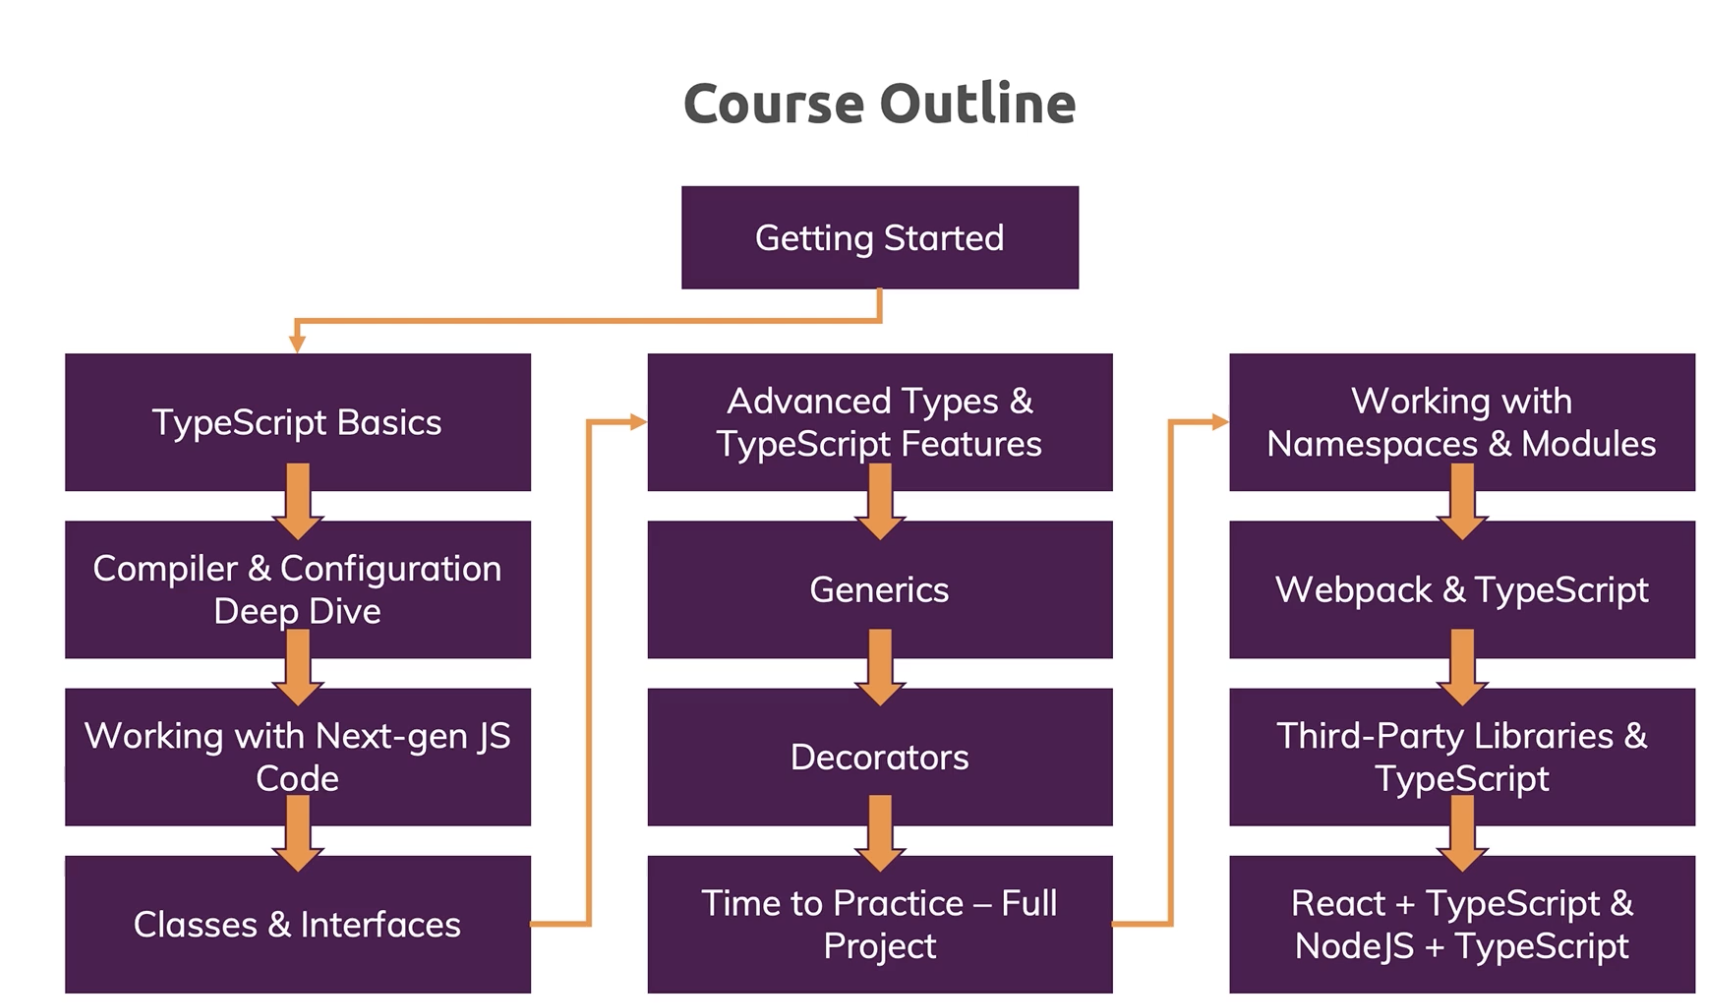 Course Outline
Getting Started
TypeScript Basics
Compiler & Configuration
Deep Dive
Working with Next-gen JS
Code
Classes & Interfaces
Advanced Types &
TypeScript Features
Generics
Decorators
Time to Practice – Full
Project
Working with
Namespaces & Modules
Webpack & TypeScript
Third-Party Libraries &
TypeScript
React + TypeScript &
NodeJS + TypeScript